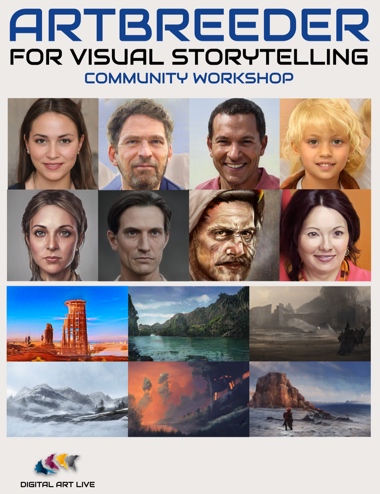 ARTBREEDER
FOR VISUAL STORYTELLING
COMMUNITY WORKSHOP
DIGITAL ART LIVE